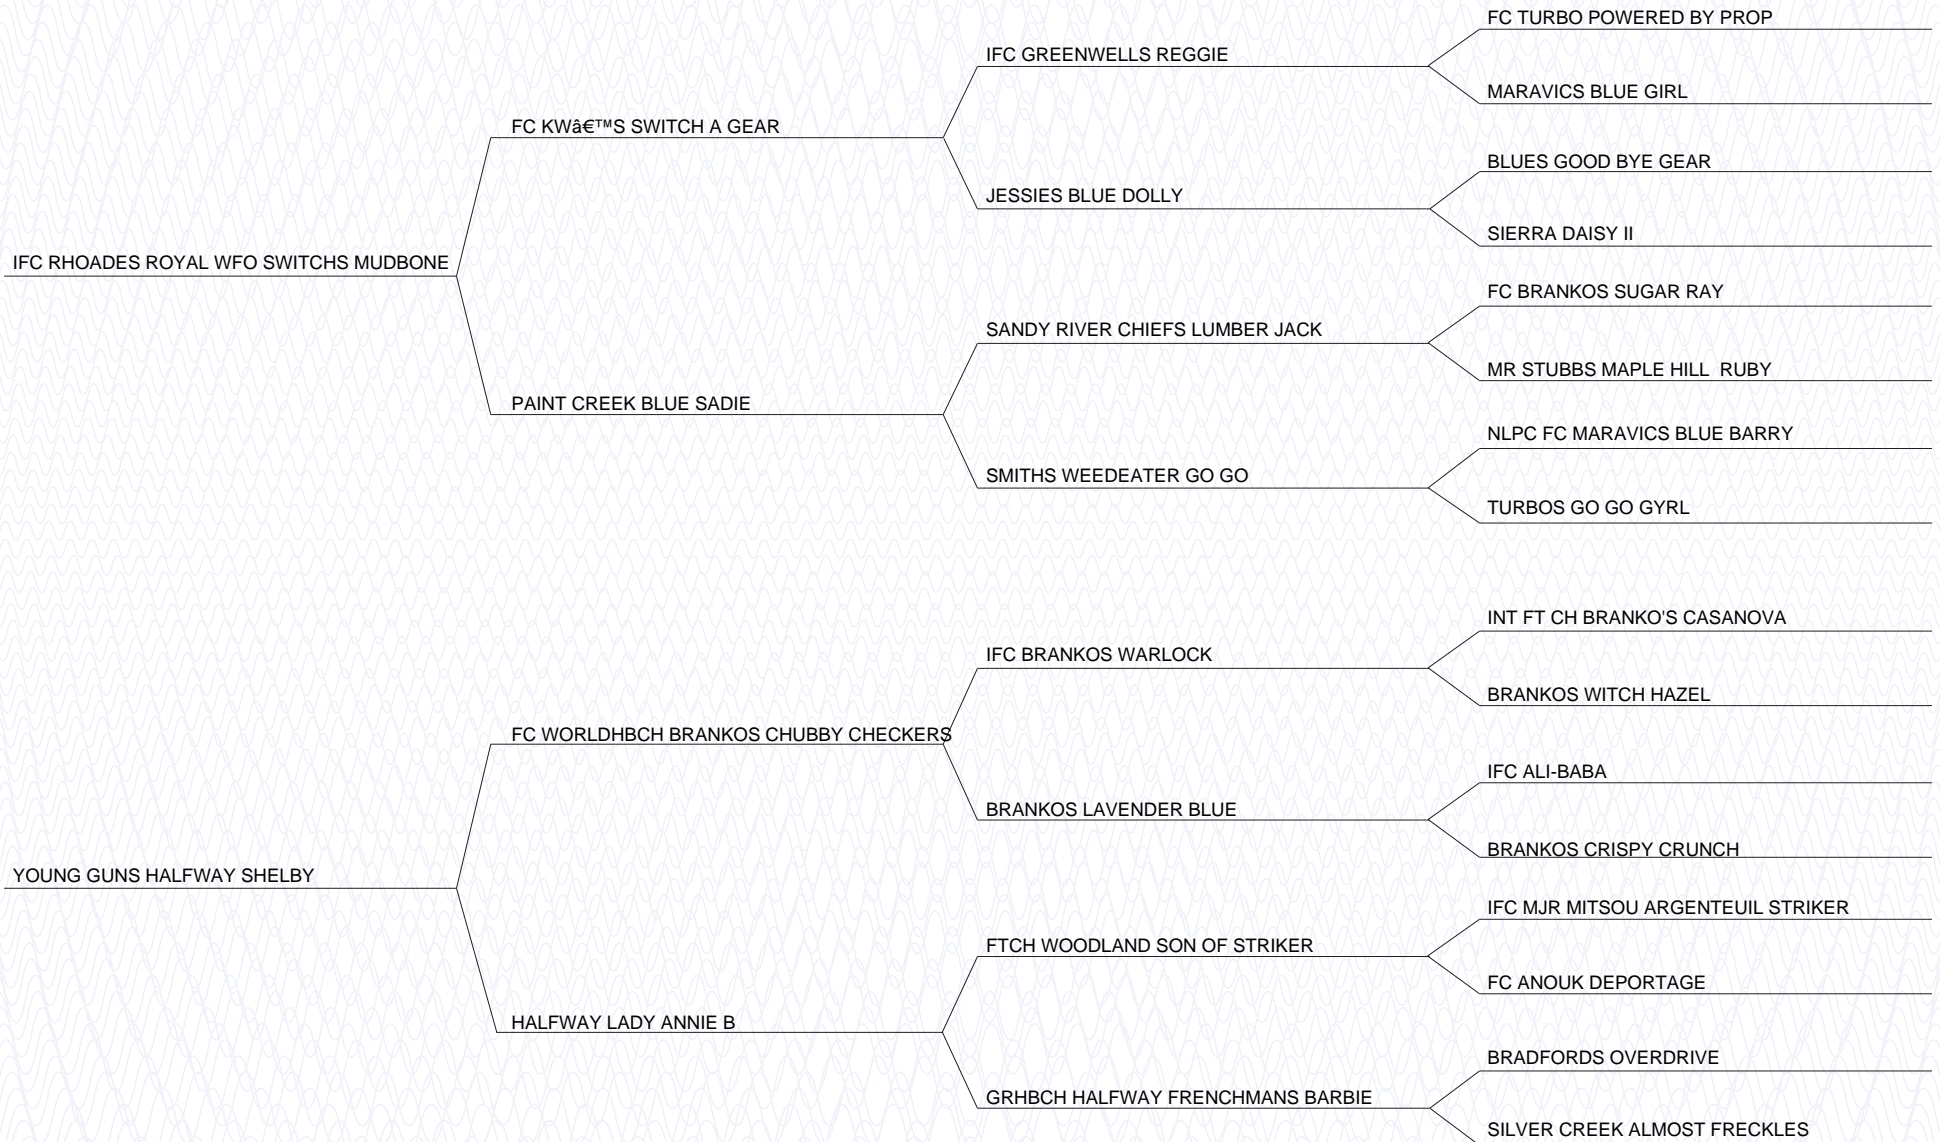 FC TURBO POWERED BY PROP
IFC GREENWELLS REGGIE
MARAVICS BLUE GIRL
FC KWâ€™S SWITCH A GEAR
BLUES GOOD BYE GEAR
JESSIES BLUE DOLLY
SIERRA DAISY II
IFC RHOADES ROYAL WFO SWITCHS MUDBONE
FC BRANKOS SUGAR RAY
SANDY RIVER CHIEFS LUMBER JACK
MR STUBBS MAPLE HILL  RUBY
PAINT CREEK BLUE SADIE
NLPC FC MARAVICS BLUE BARRY
SMITHS WEEDEATER GO GO
TURBOS GO GO GYRL
INT FT CH BRANKO'S CASANOVA
IFC BRANKOS WARLOCK
BRANKOS WITCH HAZEL
FC WORLDHBCH BRANKOS CHUBBY CHECKERS
IFC ALI-BABA
BRANKOS LAVENDER BLUE
BRANKOS CRISPY CRUNCH
YOUNG GUNS HALFWAY SHELBY
IFC MJR MITSOU ARGENTEUIL STRIKER
FTCH WOODLAND SON OF STRIKER
FC ANOUK DEPORTAGE
HALFWAY LADY ANNIE B
BRADFORDS OVERDRIVE
GRHBCH HALFWAY FRENCHMANS BARBIE
SILVER CREEK ALMOST FRECKLES